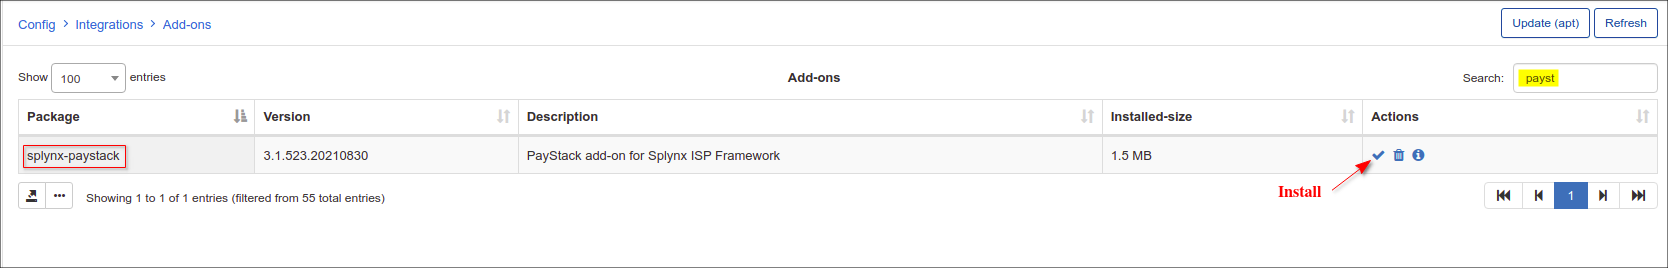 Config > Integrations > Add-ons
Update (apt) Refresh
Show 100 entries
Add-ons
Search: payst
Package Version Description Installed-size Actions
splynx-paystack 3.1.523.20210830 PayStack add-on for Splynx ISP Framework 1.5 MB
Install
Showing 1 to 1 of 1 entries (filtered from 55 total entries)
1